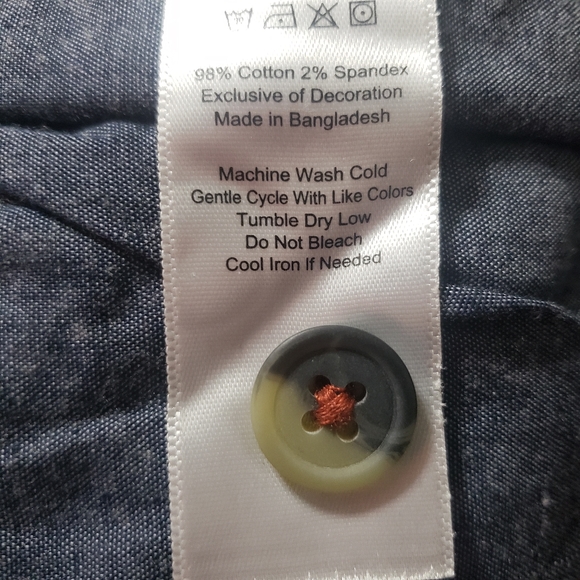 98% Cotton 2% Spandex
Exclusive of Decoration
Made in Bangladesh
Machine Wash Cold
Gentle Cycle With Like Colors
Tumble Dry Low
Do Not Bleach
Cool Iron If Needed